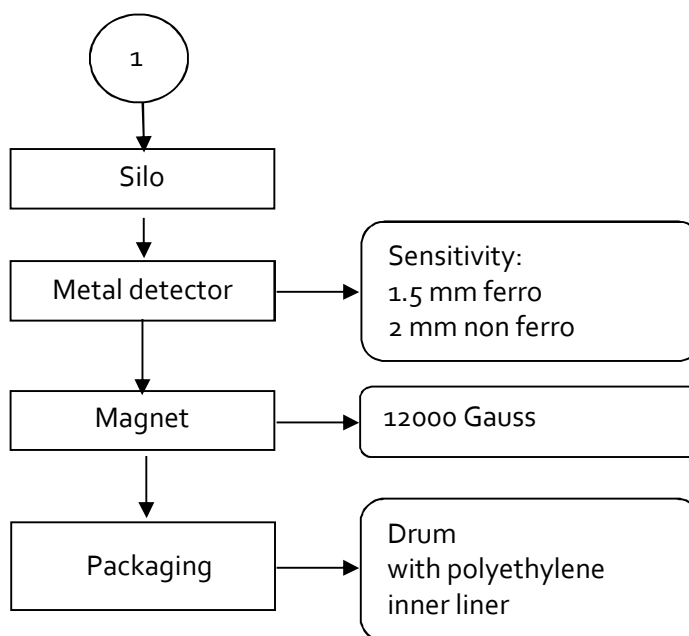 1
Silo
Metal detector
Sensitivity:
1.5 mm ferro
2 mm non ferro
Magnet
12000 Gauss
Packaging
Drum
with polyethylene
inner liner